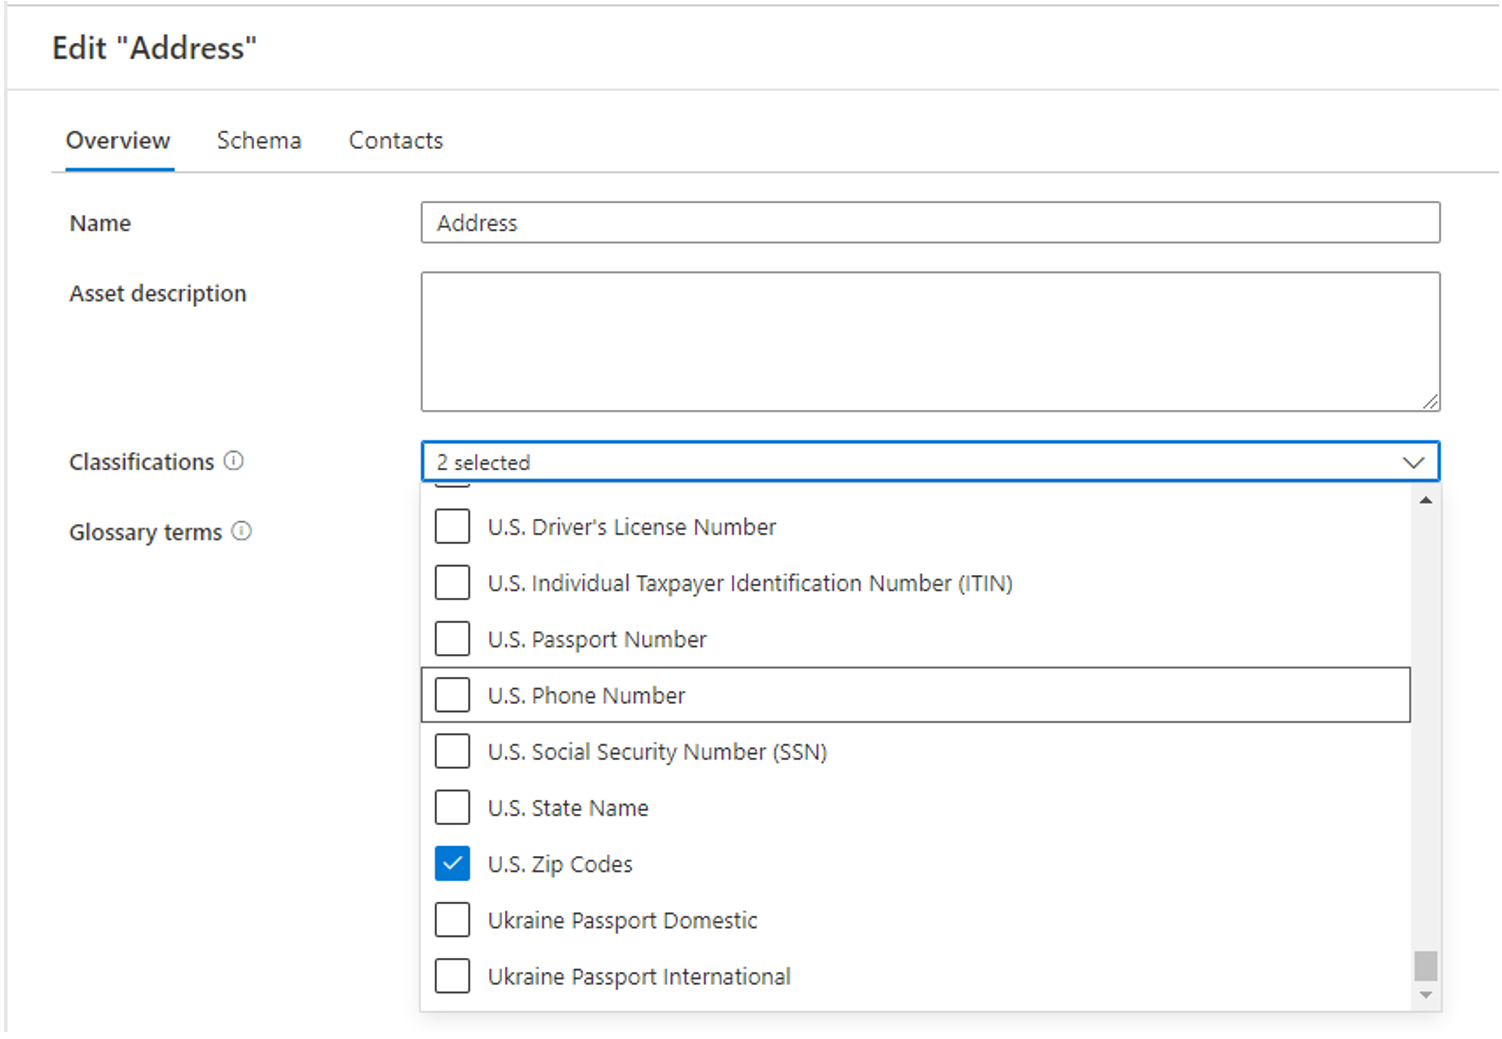 Edit "Address"
Overview Schema Contacts
Name Address
Asset description
Classifications 2 selected
Glossary terms
U.S. Driver's License Number
U.S. Individual Taxpayer Identification Number (ITIN)
U.S. Passport Number
U.S. Phone Number
U.S. Social Security Number (SSN)
U.S. State Name
U.S. Zip Codes
Ukraine Passport Domestic
Ukraine Passport International